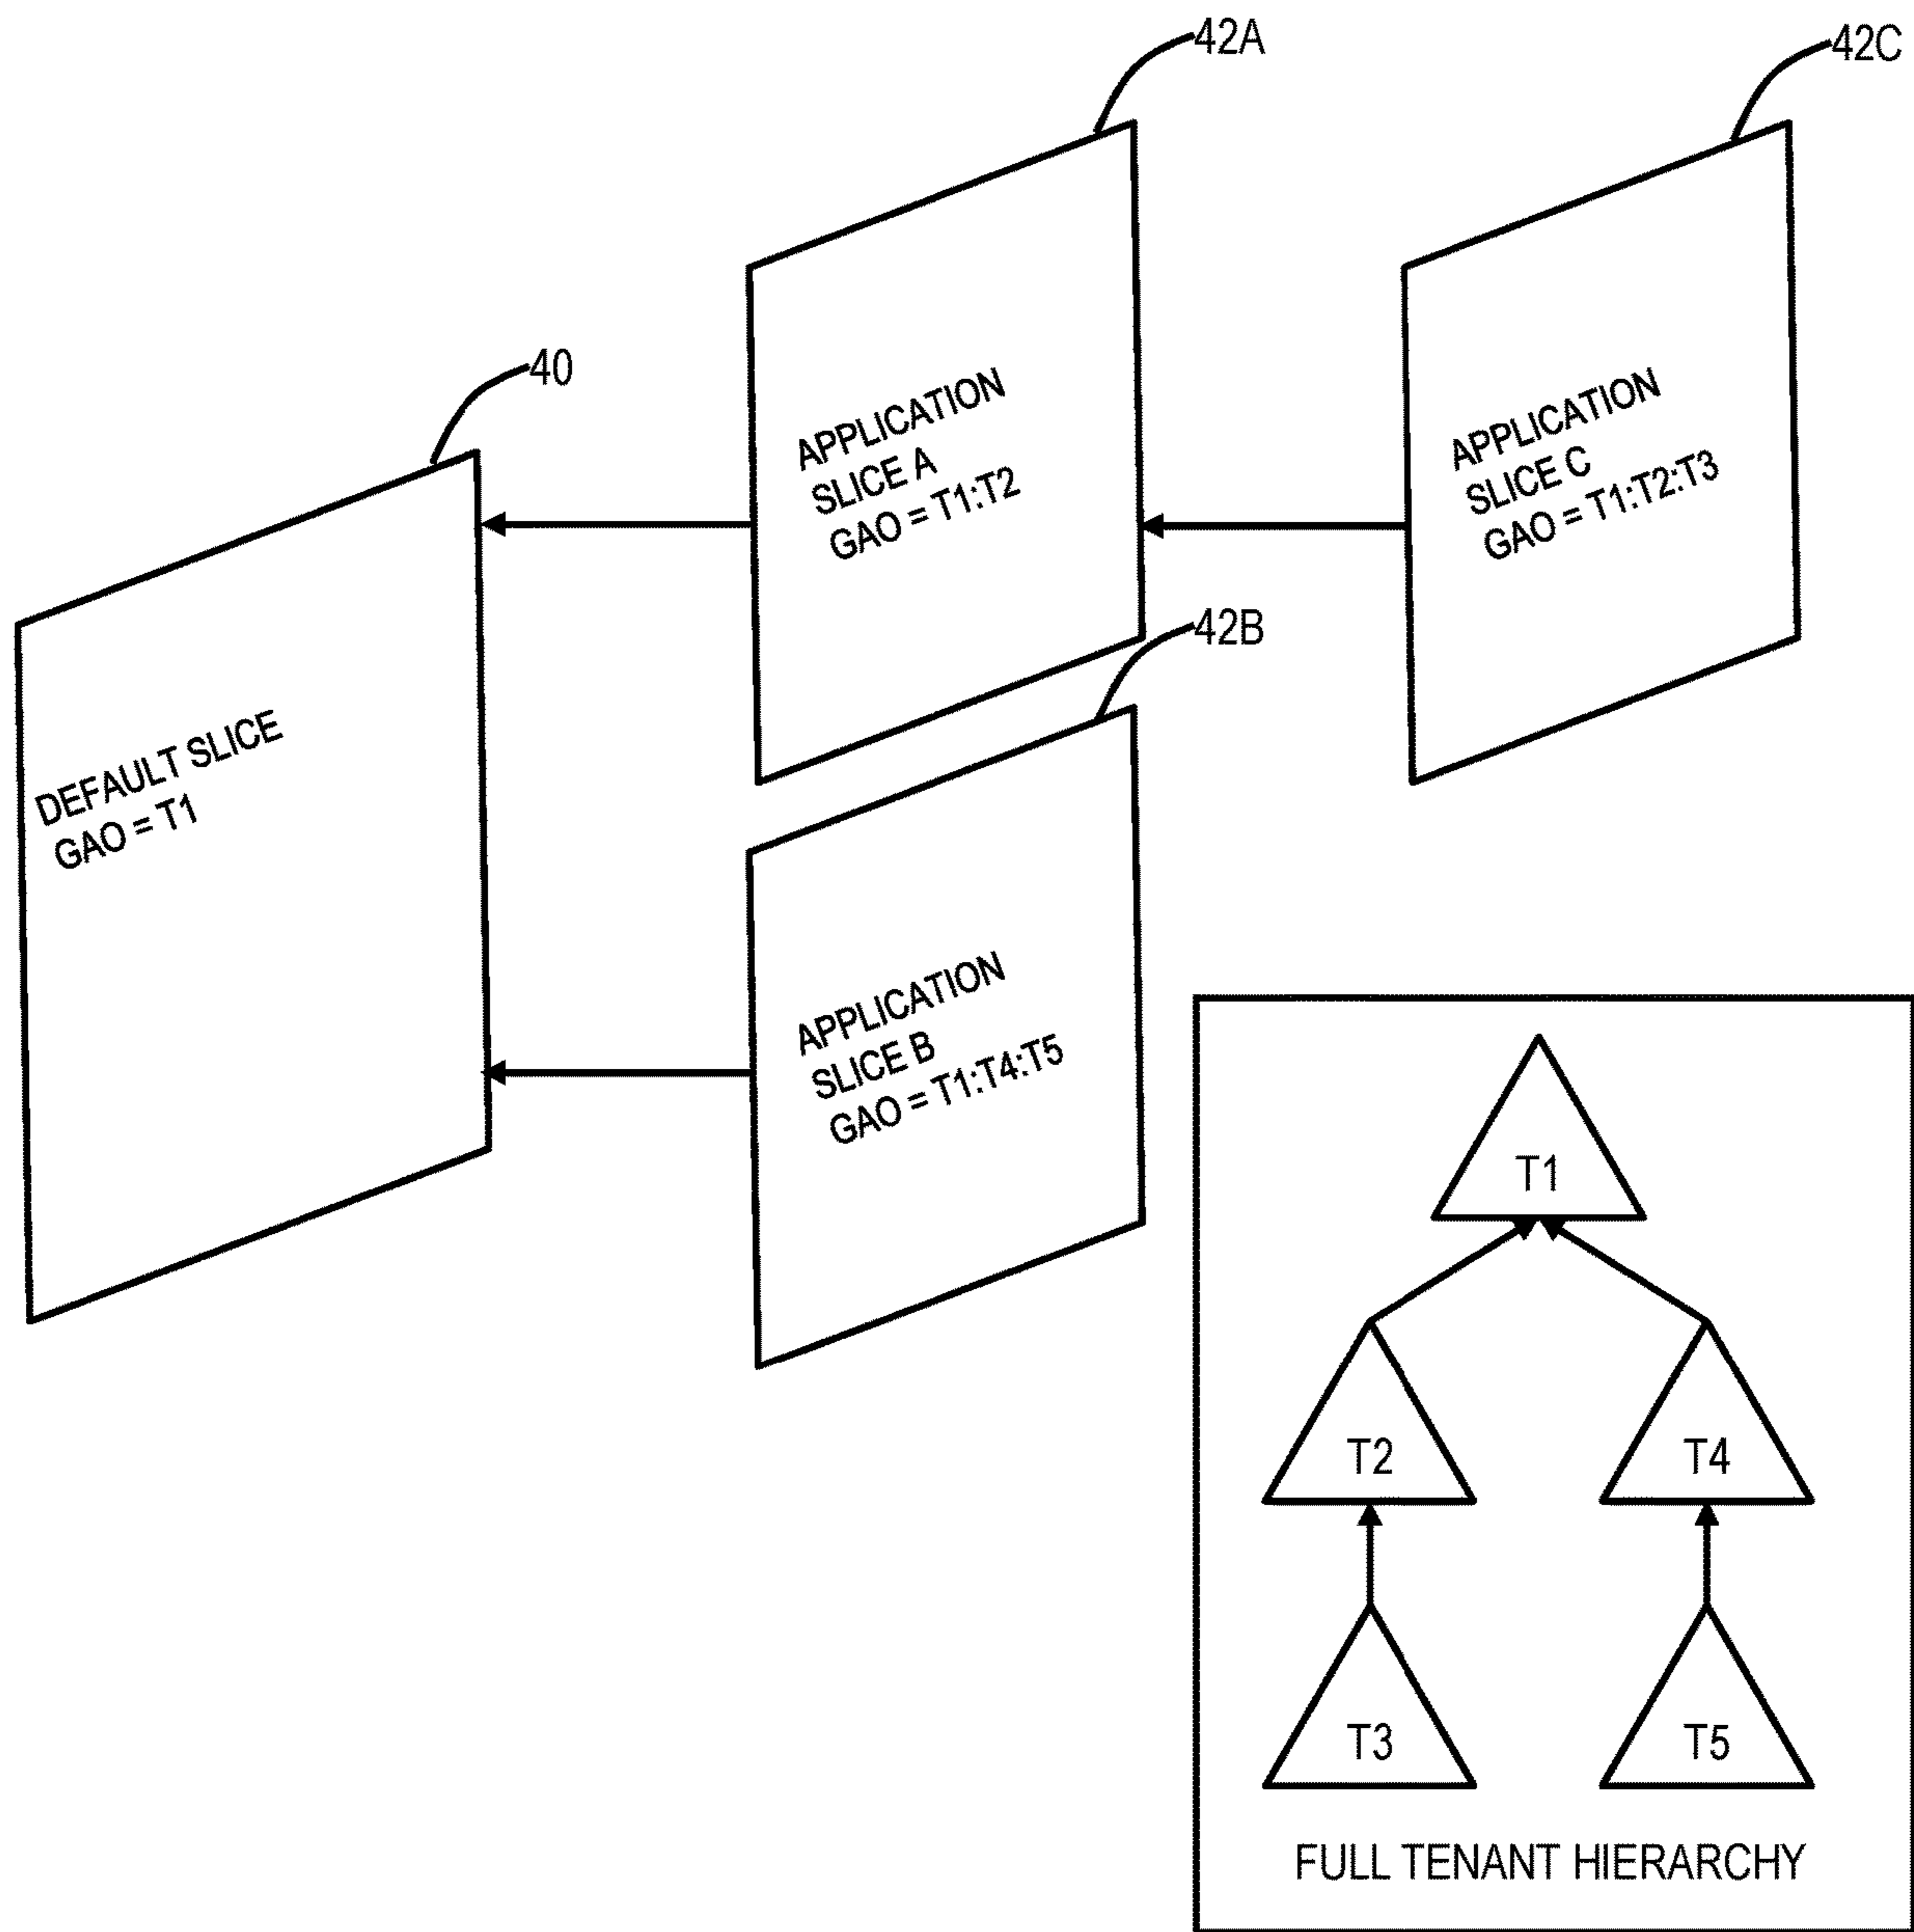 42A
42C
40
APPLICATION
SLICE A
GAO = T1:T2
APPLICATION
SLICE C
GAO = T1:T2:T3
42B
DEFAULT SLICE
GAO = T1
APPLICATION
SLICE B
GAO = T1:T4:T5
T1
T2
T4
T3
T5
FULL TENANT HIERARCHY